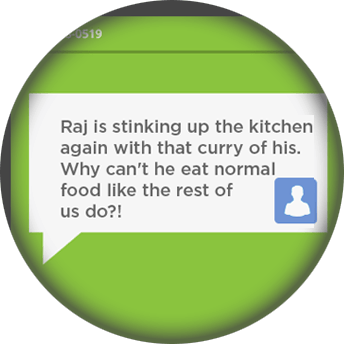 -0519
Raj is stinking up the kitchen
again with that curry of his.
Why can't he eat normal
food like the rest of
us do?!